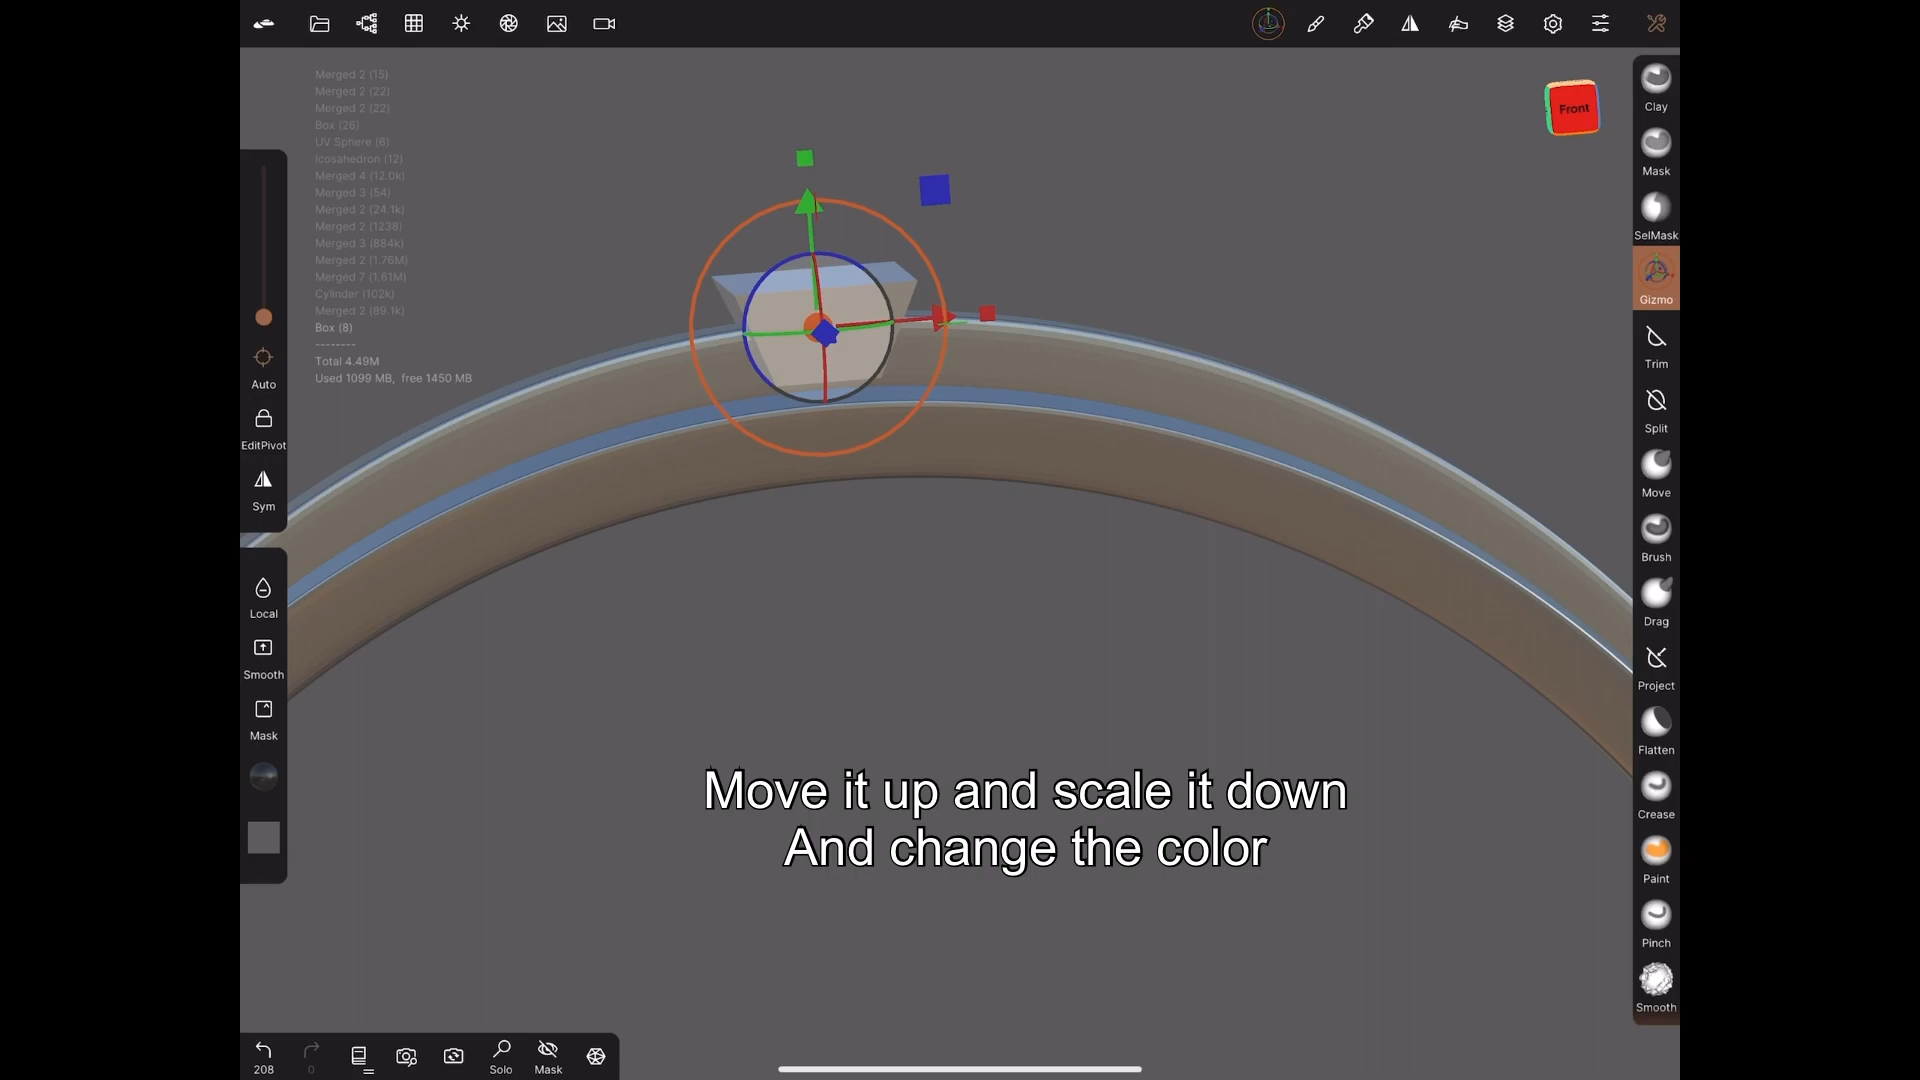 Merged 2 (15)
Merged 2 (22)
Merged 2 (22)
Box (26)
UV Sphere (6)
Icosahedron (12)
Merged 4 (12.0k)
Merged 3 (54)
Merged 2 (24.1k)
Merged 2 (1238)
Merged 3 (884k)
Merged 2 (1.76M)
Merged 7 (1.61M)
Cylinder (102k)
Merged 2 (89.1k)
Box (8)
--------
Total 4.49M
Used 1099 MB, free 1450 MB
Auto
EditPivot
Sym
Local
Smooth
Mask
Front
Clay
Mask
SelMask
Gizmo
Trim
Split
Move
Brush
Drag
Project
Flatten
Crease
Paint
Pinch
Smooth
Move it up and scale it down
And change the color
208
0
Solo
Mask